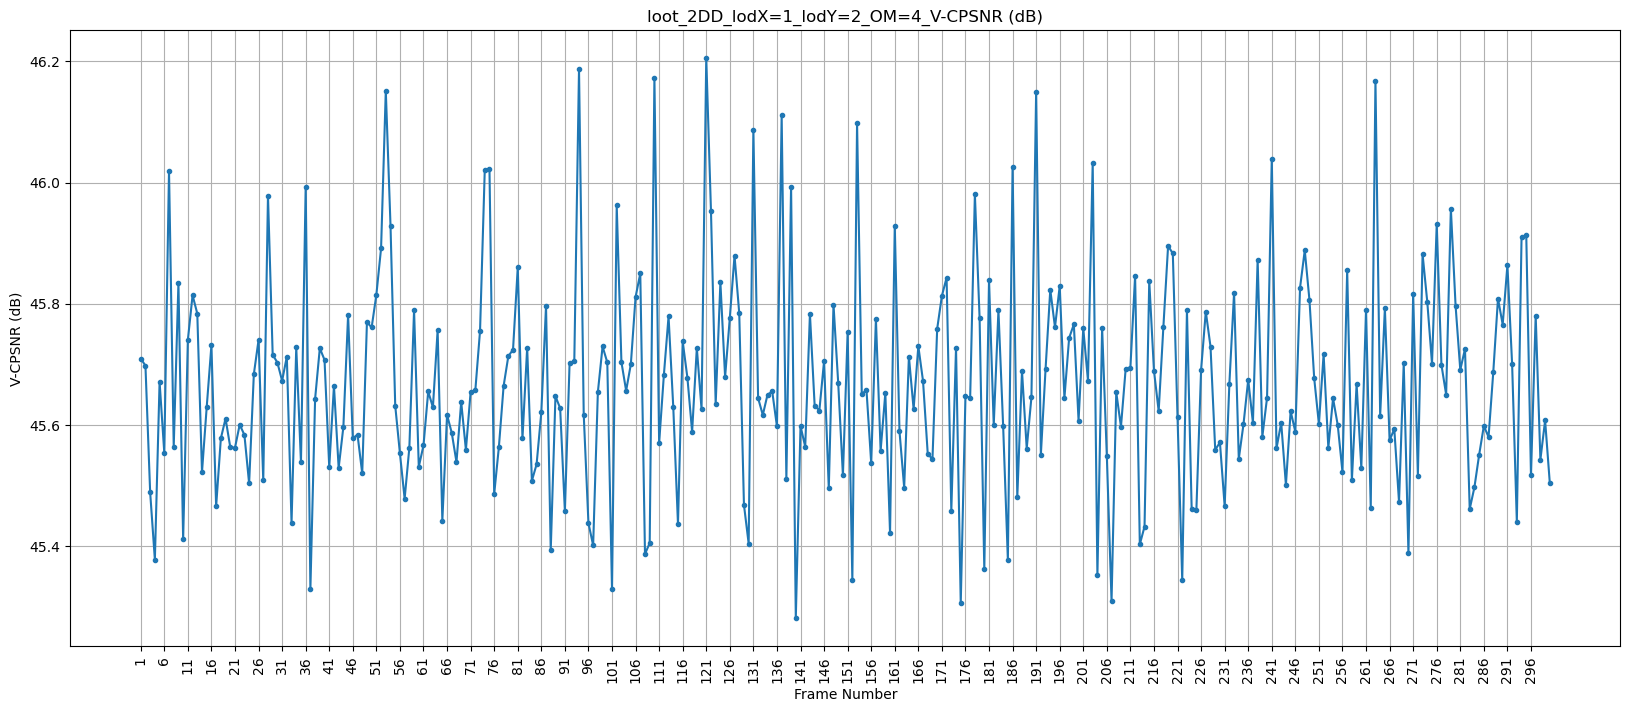 loot_2DD_lodX=1_lodY=2_OM=4_V-CPSNR (dB)
V-CPSNR (dB)
46.2
46.0
45.8
45.6
45.4
1 6 11 16 21 26 31 36 41 46 51 56 61 66 71 76 81 86 91 96 101 106 111 116 121 126 131 136 141 146 151 156 161 166 171 176 181 186 191 196 201 206 211 216 221 226 231 236 241 246 251 256 261 266 271 276 281 286 291 296
Frame Number